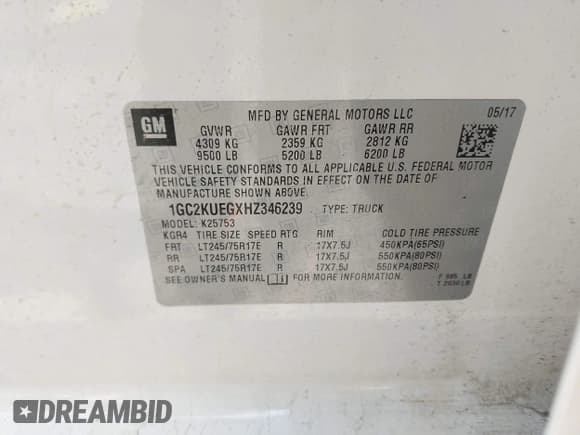 GM
MFD BY GENERAL MOTORS LLC 05/17
GVWR GAWR FRT GAWR RR
4309 KG 2359 KG 2812 KG
9500 LB 5200 LB 6200 LB
THIS VEHICLE CONFORMS TO ALL APPLICABLE U.S. FEDERAL MOTOR
VEHICLE SAFETY STANDARDS IN EFFECT ON THE DATE OF
MANUFACTURE SHOWN ABOVE.
1GC2KUEGXHZ346239 TYPE: TRUCK
MODEL: K25753
KGR4 TIRE SIZE SPEED RTG RIM COLD TIRE PRESSURE
FRT LT245/75R17E R 17X7.5J 450KPA(65PSI)
RR LT245/75R17E R 17X7.5J 550KPA(80PSI)
SPA LT245/75R17E R 17X7.5J 550KPA(80PSI)
SEE OWNER'S MANUAL FOR MORE INFORMATION.
F LB
T LB
DREAMBID